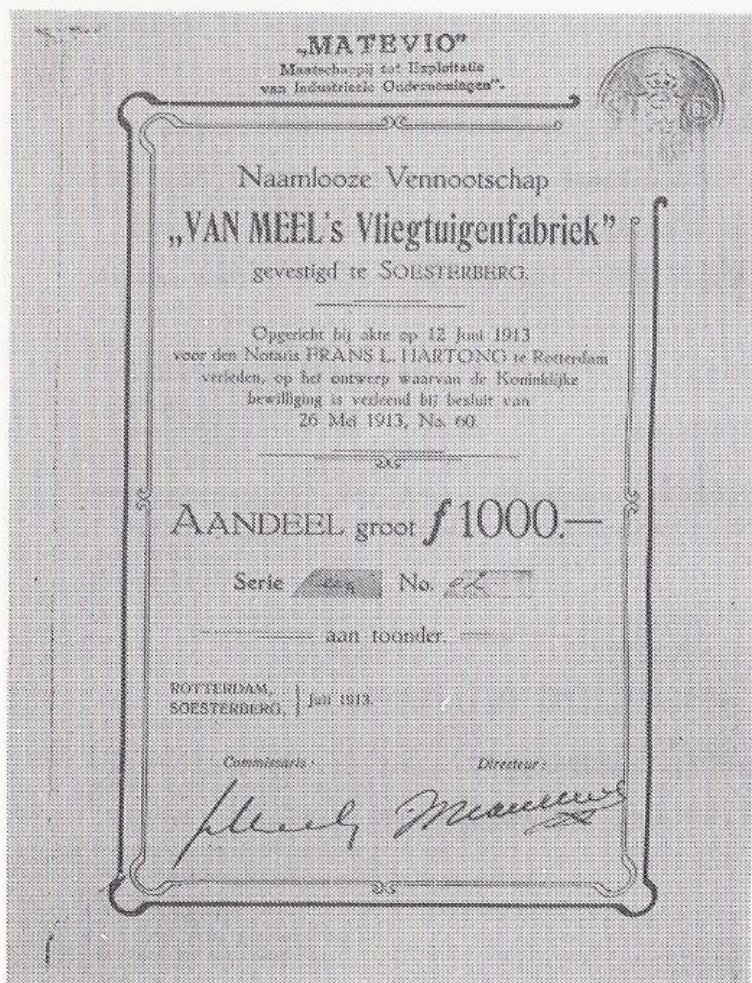 „MATEVIO”
Maatschappij tot Exploitatie
van Industrieele Ondernemingen”.
Naamlooze Vennootschap
„VAN MEEL's Vliegtuigenfabriek”
gevestigd te SOESTERBERG.
Opgericht bij akte op 12 Juni 1913
voor den Notaris FRANS L. HARTONG te Rotterdam
verleden, op het ontwerp waarvan de Koninklijke
bewilliging is verleend bij besluit van
26 Mei 1913, No. 60.
AANDEEL groot ƒ 1000.—
Serie No.
aan toonder.
ROTTERDAM,
SOESTERBERG, } Juli 1913.
Commissaris: Directeur: